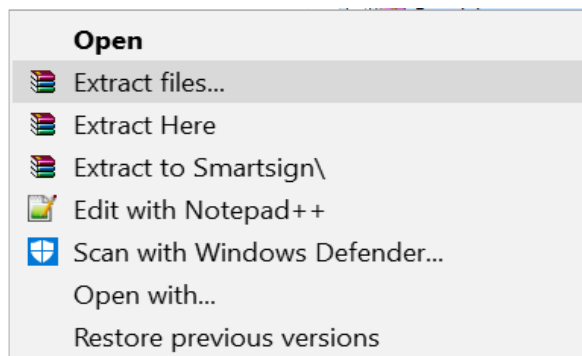 Open
Extract files...
Extract Here
Extract to Smartsign\
Edit with Notepad++
Scan with Windows Defender...
Open with...
Restore previous versions